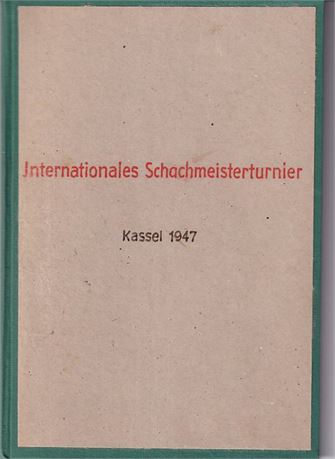 Internationales Schachmeisterturnier
Kassel 1947